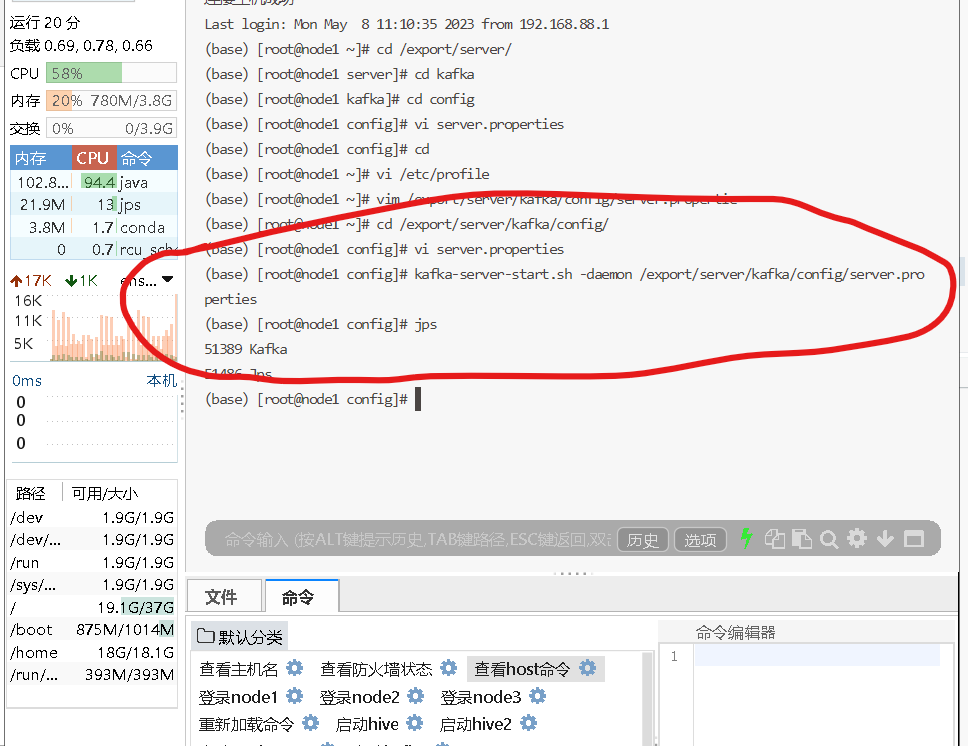 连接主机成功
Last login: Mon May  8 11:10:35 2023 from 192.168.88.1
(base) [root@node1 ~]# cd /export/server/
(base) [root@node1 server]# cd kafka
(base) [root@node1 kafka]# cd config
(base) [root@node1 config]# vi server.properties
(base) [root@node1 config]# cd
(base) [root@node1 ~]# vi /etc/profile
(base) [root@node1 ~]# vim /export/server/kafka/config/server.propertie
(base) [root@node1 ~]# cd /export/server/kafka/config/
(base) [root@node1 config]# vi server.properties
(base) [root@node1 config]# kafka-server-start.sh -daemon /export/server/kafka/config/server.pro
perties
(base) [root@node1 config]# jps
51389 Kafka
51486 Jps
(base) [root@node1 config]#
运行 20 分
负载 0.69, 0.78, 0.66
CPU 58%
内存 20% 780M/3.8G
交换 0% 0/3.9G
内存 CPU 命令
102.8... 94.4 java
21.9M 13 jps
3.8M 1.7 conda
0 0.7 rcu_sch
17K 1K ens...
16K
11K
5K
0ms 本机
0
0
0
路径 可用/大小
/dev 1.9G/1.9G
/dev/... 1.9G/1.9G
/run 1.9G/1.9G
/sys/... 1.9G/1.9G
/ 19.1G/37G
/boot 875M/1014M
/home 18G/18.1G
/run/... 393M/393M
命令输入 (按ALT键提示历史,TAB键路径,ESC键返回,双击 历史 选项
文件 命令
默认分类
查看主机名 查看防火墙状态 查看host命令
登录node1 登录node2 登录node3
重新加载命令 启动hive 启动hive2
命令编辑器
1